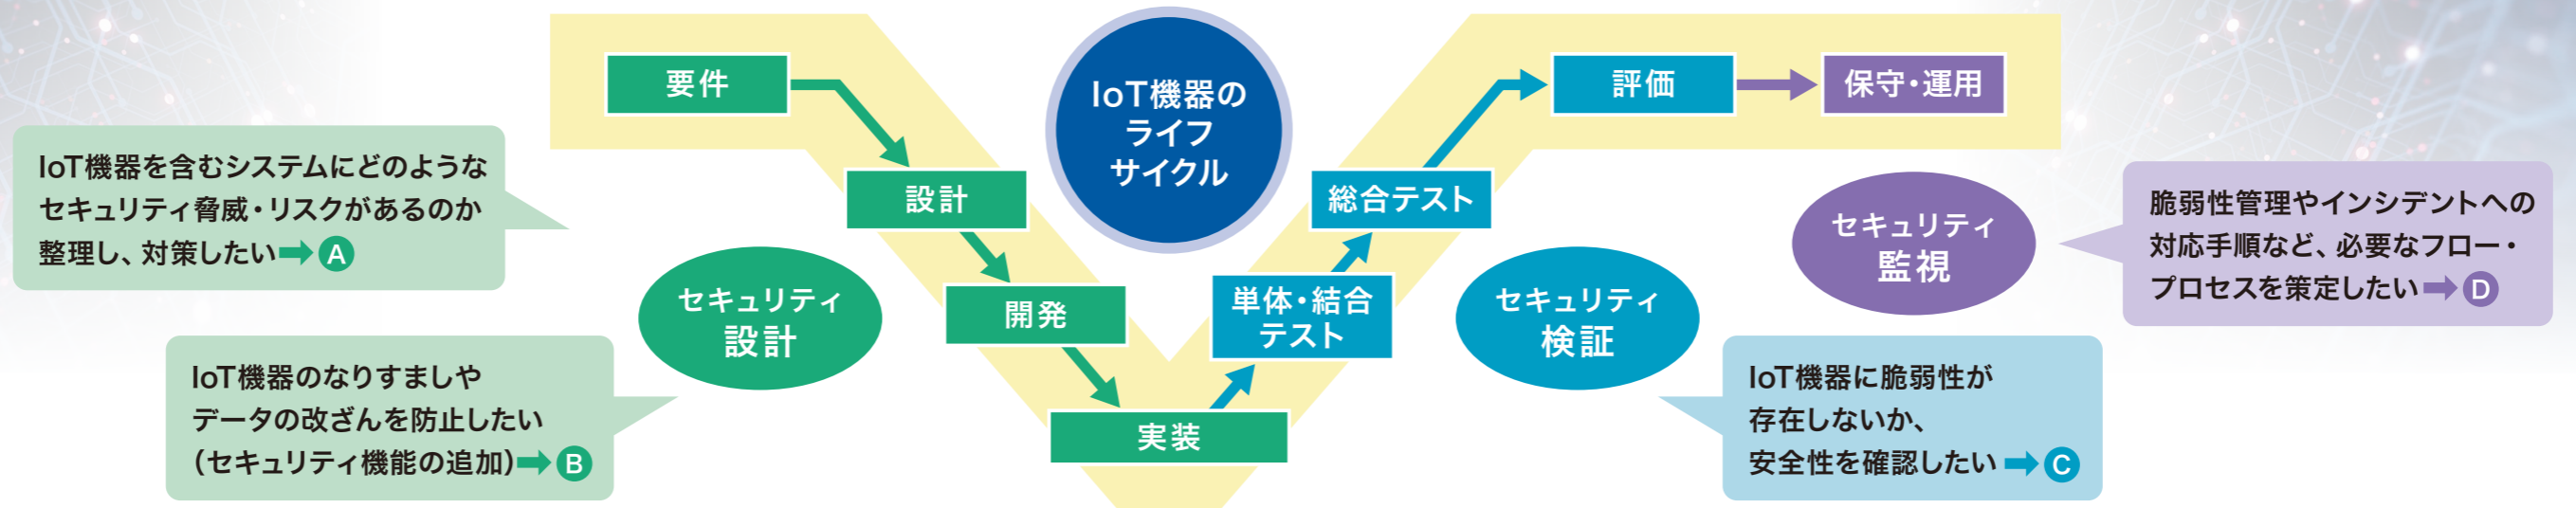 要件
設計
開発
実装
単体・結合
テスト
総合テスト
評価
保守・運用
IoT機器の
ライフ
サイクル
IoT機器を含むシステムにどのような
セキュリティ脅威・リスクがあるのか
整理し、対策したい➡A
IoT機器のなりすましや
データの改ざんを防止したい
（セキュリティ機能の追加）➡B
セキュリティ
設計
セキュリティ
検証
IoT機器に脆弱性が
存在しないか、
安全性を確認したい➡C
セキュリティ
監視
脆弱性管理やインシデントへの
対応手順など、必要なフロー・
プロセスを策定したい➡D